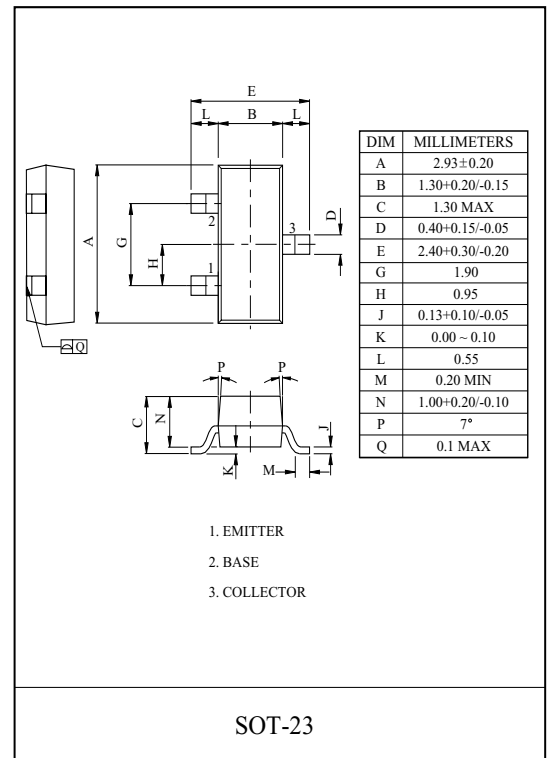 E
L B L
A
G
H
D
2
3
1
Q
DIM MILLIMETERS
A 2.93±0.20
B 1.30+0.20/-0.15
C 1.30 MAX
D 0.40+0.15/-0.05
E 2.40+0.30/-0.20
G 1.90
H 0.95
J 0.13+0.10/-0.05
K 0.00 ~ 0.10
L 0.55
M 0.20 MIN
N 1.00+0.20/-0.10
P 7°
Q 0.1 MAX
P P
C
N
K
M
J
1. EMITTER
2. BASE
3. COLLECTOR
SOT-23